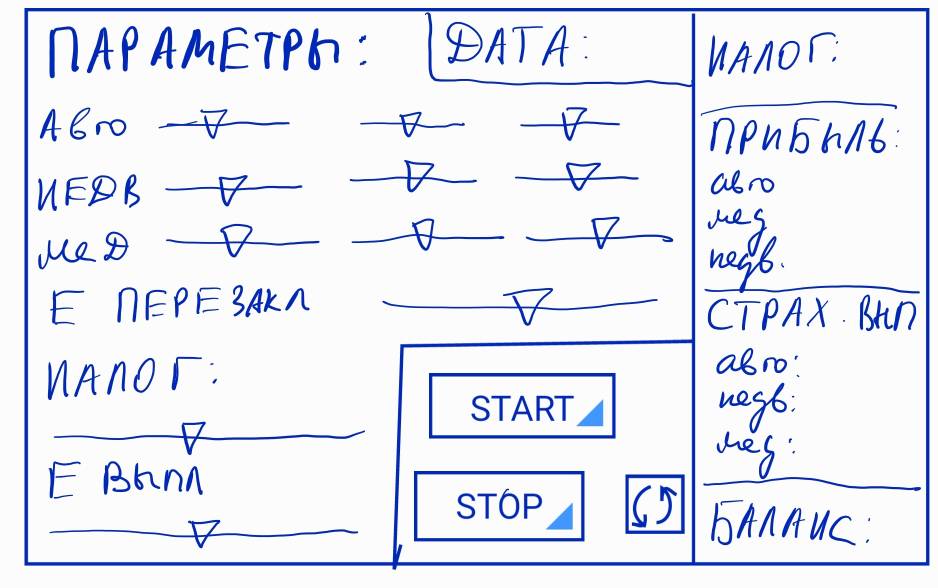 ПАРАМЕТРЫ:
ДАТА:
Авто
НЕДВ
мед
Е ПЕРЕЗАКЛ
НАЛОГ:
Е ВЫПЛ
START
STOP
НАЛОГ:
ПРИБЫЛЬ:
авто
мед
недв.
СТРАХ. ВЫП
авто:
недв:
мед:
БАЛАНС: